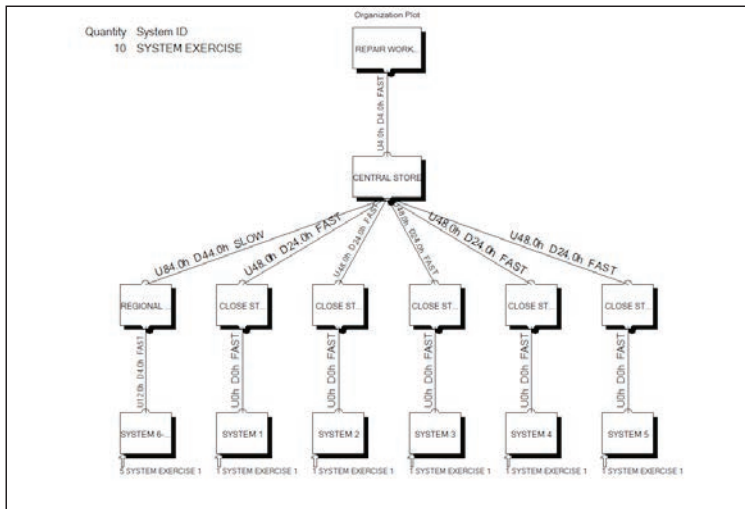 Organization Plot
Quantity System ID
10 SYSTEM EXERCISE
REPAIR WORK...
U4.0h D4.0h FAST
CENTRAL STORE
U84.0h D44.0h SLOW
U48.0h D24.0h FAST
U48.0h D24.0h FAST
U48.0h D24.0h FAST
U48.0h D24.0h FAST
U48.0h D24.0h FAST
REGIONAL ...
CLOSE ST...
CLOSE ST...
CLOSE ST...
CLOSE ST...
CLOSE ST...
U12.0h D4.0h FAST
U0h D0h FAST
U0h D0h FAST
U0h D0h FAST
U0h D0h FAST
U0h D0h FAST
SYSTEM 6-...
SYSTEM 1
SYSTEM 2
SYSTEM 3
SYSTEM 4
SYSTEM 5
5 SYSTEM EXERCISE 1
1 SYSTEM EXERCISE 1
1 SYSTEM EXERCISE 1
1 SYSTEM EXERCISE 1
1 SYSTEM EXERCISE 1
1 SYSTEM EXERCISE 1